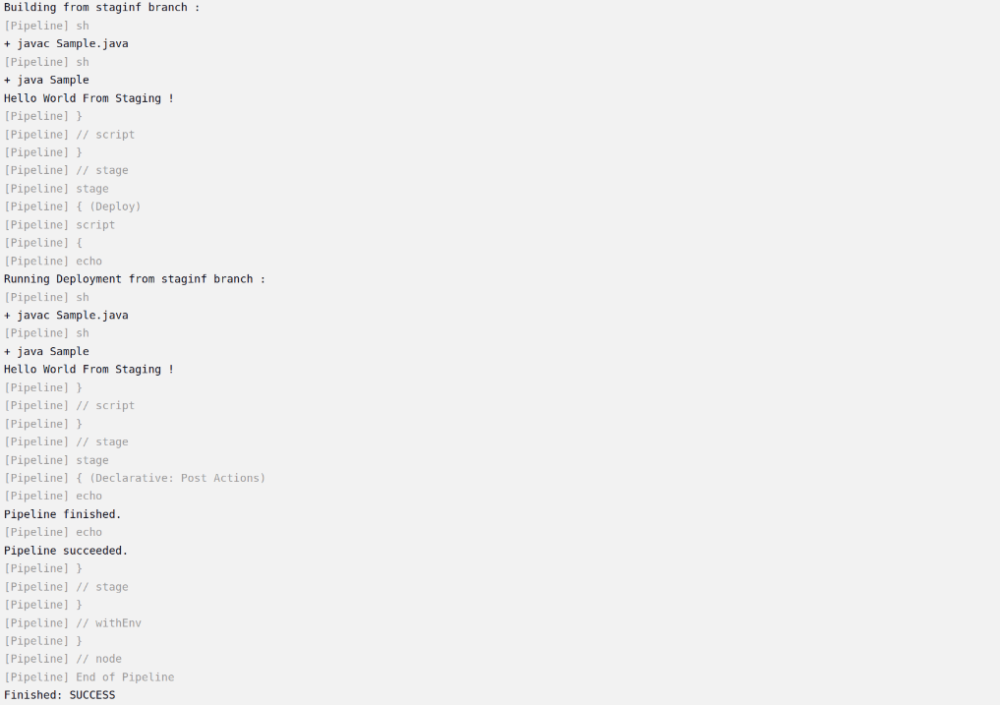 Building from staginf branch :
[Pipeline] sh
+ javac Sample.java
[Pipeline] sh
+ java Sample
Hello World From Staging !
[Pipeline] }
[Pipeline] // script
[Pipeline] }
[Pipeline] // stage
[Pipeline] stage
[Pipeline] { (Deploy)
[Pipeline] script
[Pipeline] {
[Pipeline] echo
Running Deployment from staginf branch :
[Pipeline] sh
+ javac Sample.java
[Pipeline] sh
+ java Sample
Hello World From Staging !
[Pipeline] }
[Pipeline] // script
[Pipeline] }
[Pipeline] // stage
[Pipeline] stage
[Pipeline] { (Declarative: Post Actions)
[Pipeline] echo
Pipeline finished.
[Pipeline] echo
Pipeline succeeded.
[Pipeline] }
[Pipeline] // stage
[Pipeline] }
[Pipeline] // withEnv
[Pipeline] }
[Pipeline] // node
[Pipeline] End of Pipeline
Finished: SUCCESS